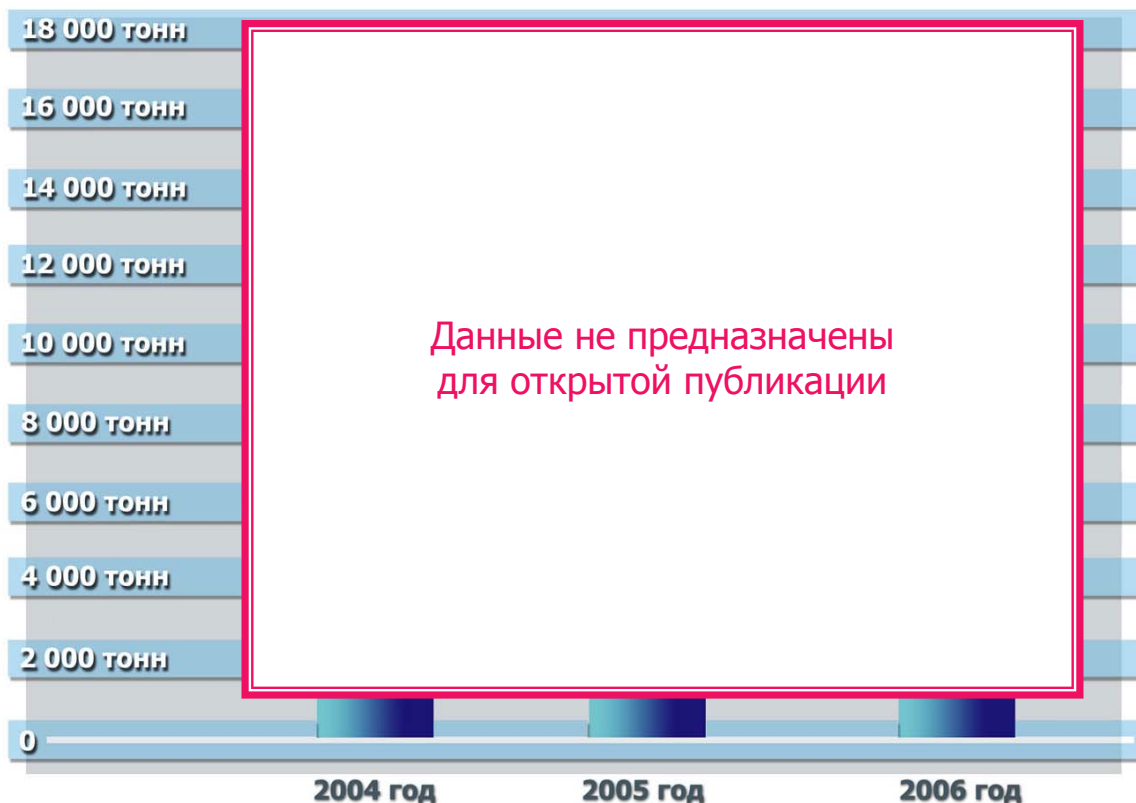 18 000 тонн
16 000 тонн
14 000 тонн
12 000 тонн
10 000 тонн
8 000 тонн
6 000 тонн
4 000 тонн
2 000 тонн
0
Данные не предназначены
для открытой публикации
2004 год
2005 год
2006 год